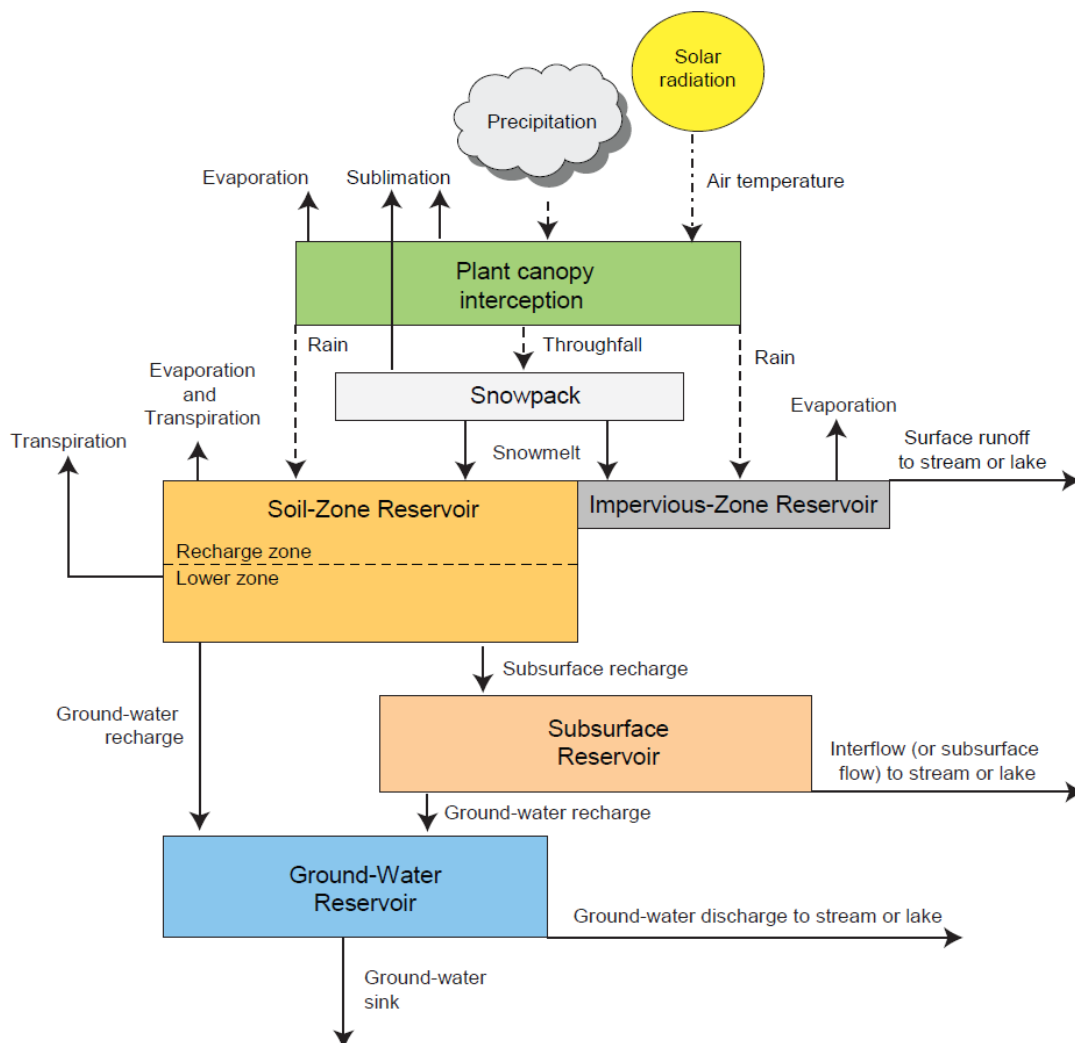 Solar
radiation
Precipitation
Air temperature
Evaporation
Sublimation
Plant canopy
interception
Rain
Throughfall
Rain
Evaporation
and
Transpiration
Snowpack
Evaporation
Transpiration
Snowmelt
Surface runoff
to stream or lake
Soil-Zone Reservoir
Impervious-Zone Reservoir
Recharge zone
Lower zone
Subsurface recharge
Ground-water
recharge
Subsurface
Reservoir
Interflow (or subsurface
flow) to stream or lake
Ground-water recharge
Ground-Water
Reservoir
Ground-water discharge to stream or lake
Ground-water
sink